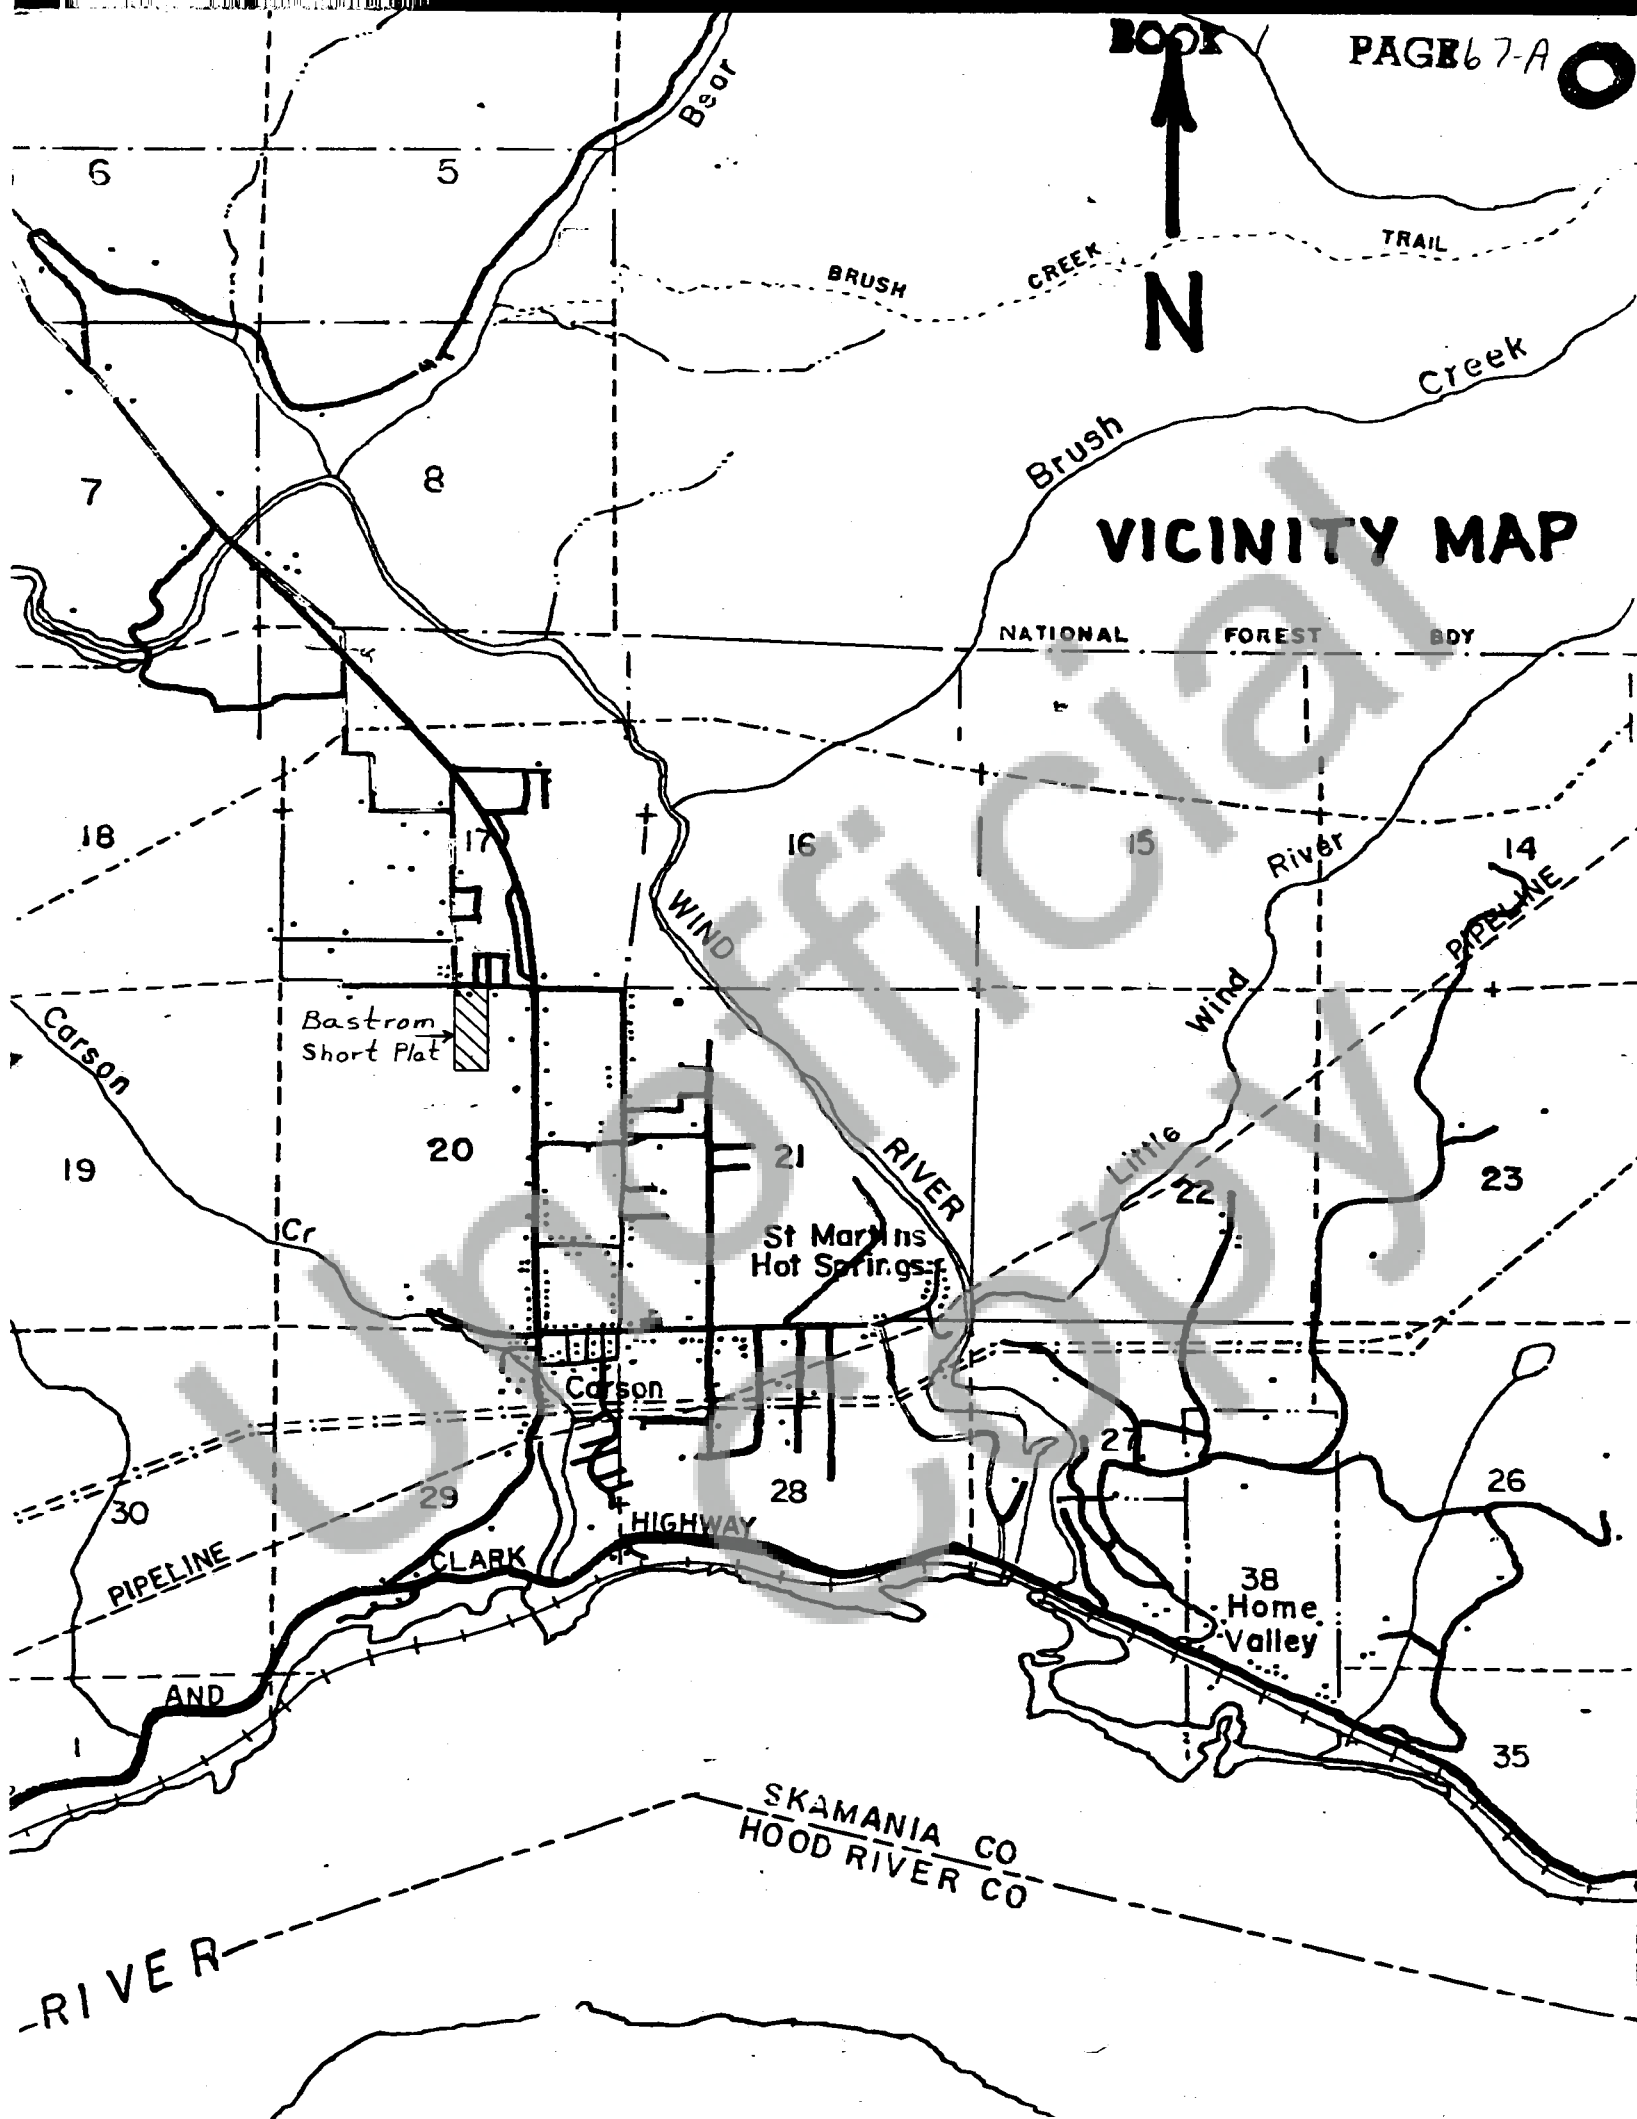 BOOK PAGE 67-A
Bear
6 5
BRUSH CREEK TRAIL
N
Brush Creek
7 8
VICINITY MAP
NATIONAL FOREST BDY
18 17 16 15 14
River
WIND
PIPELINE
Wind
Carson
Bastrom
Short Plat
19 20 21 22 23
RIVER
Little
Cr
St Martins
Hot Springs
Carson
30 29 28 27 26
HIGHWAY
CLARK
PIPELINE
38
Home
Valley
AND
1 35
SKAMANIA CO
HOOD RIVER CO
RIVER
Unofficial
Copy